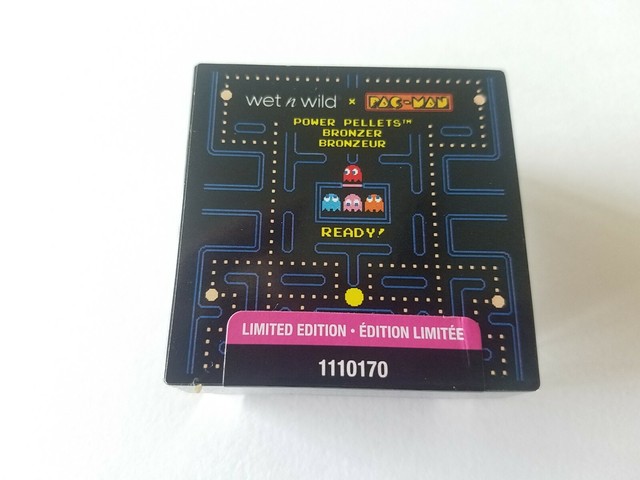 wet n wild x PAC-MAN
POWER PELLETS™
BRONZER
BRONZEUR
READY!
LIMITED EDITION • ÉDITION LIMITÉE
1110170